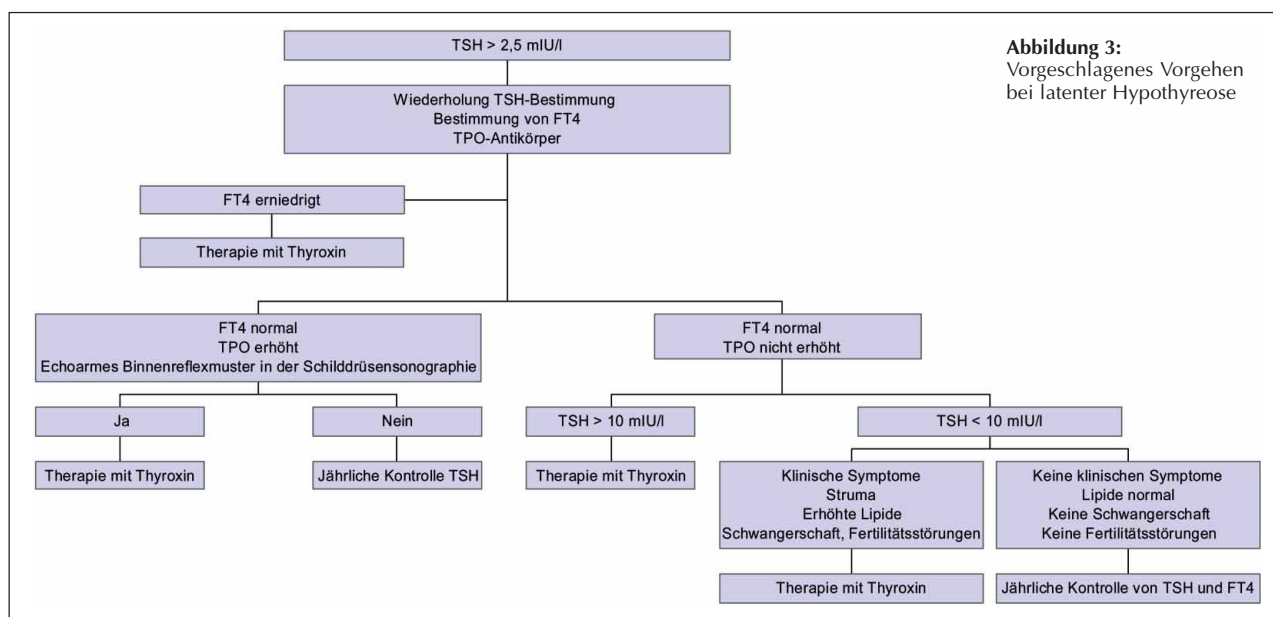 Abbildung 3:
Vorgeschlagenes Vorgehen
bei latenter Hypothyreose
TSH > 2,5 mIU/l
Wiederholung TSH-Bestimmung
Bestimmung von FT4
TPO-Antikörper
FT4 erniedrigt
Therapie mit Thyroxin
FT4 normal
TPO erhöht
Echoarmes Binnenreflexmuster in der Schilddrüsensonographie
FT4 normal
TPO nicht erhöht
Ja
Nein
TSH > 10 mIU/l
TSH < 10 mIU/l
Therapie mit Thyroxin
Jährliche Kontrolle TSH
Therapie mit Thyroxin
Klinische Symptome
Struma
Erhöhte Lipide
Schwangerschaft, Fertilitätsstörungen
Keine klinischen Symptome
Lipide normal
Keine Schwangerschaft
Keine Fertilitätsstörungen
Therapie mit Thyroxin
Jährliche Kontrolle von TSH und FT4